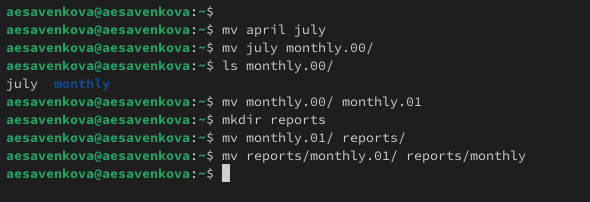 aesavenkova@aesavenkova:~$
aesavenkova@aesavenkova:~$ mv april july
aesavenkova@aesavenkova:~$ mv july monthly.00/
aesavenkova@aesavenkova:~$ ls monthly.00/
july  monthly
aesavenkova@aesavenkova:~$ mv monthly.00/ monthly.01
aesavenkova@aesavenkova:~$ mkdir reports
aesavenkova@aesavenkova:~$ mv monthly.01/ reports/
aesavenkova@aesavenkova:~$ mv reports/monthly.01/ reports/monthly
aesavenkova@aesavenkova:~$